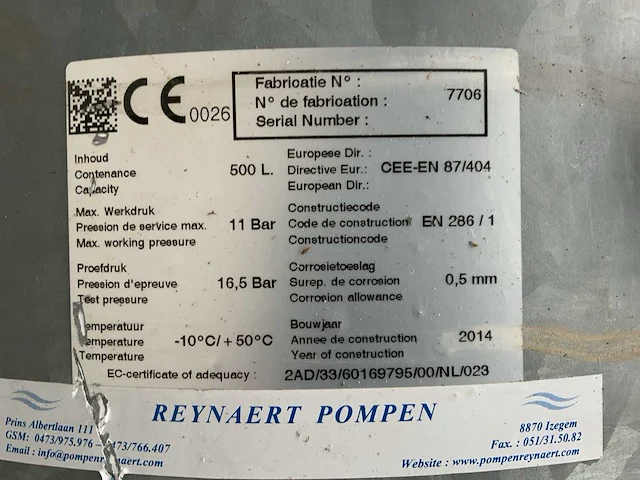 CE 0026
Fabricatie N° :
N° de fabrication : 7706
Serial Number :
Inhoud
Contenance 500 L.
Capacity
Europese Dir. :
Directive Eur.: CEE-EN 87/404
European Dir.:
Max. Werkdruk
Pression de service max. 11 Bar
Max. working pressure
Constructiecode
Code de construction EN 286 / 1
Constructioncode
Proefdruk
Pression d'epreuve 16,5 Bar
Test pressure
Corrosietoeslag
Surep. de corrosion 0,5 mm
Corrosion allowance
Temperatuur
Temperature -10°C/+50°C
Temperature
Bouwjaar
Annee de construction 2014
Year of construction
EC-certificate of adequacy : 2AD/33/60169795/00/NL/023
REYNAERT POMPEN
Prins Albertlaan 111
GSM: 0473/975.976 - 0473/766.407
Email : info@pompenreynaert.com
8870 Izegem
Fax. : 051/31.50.82
Website : www.pompenreynaert.com